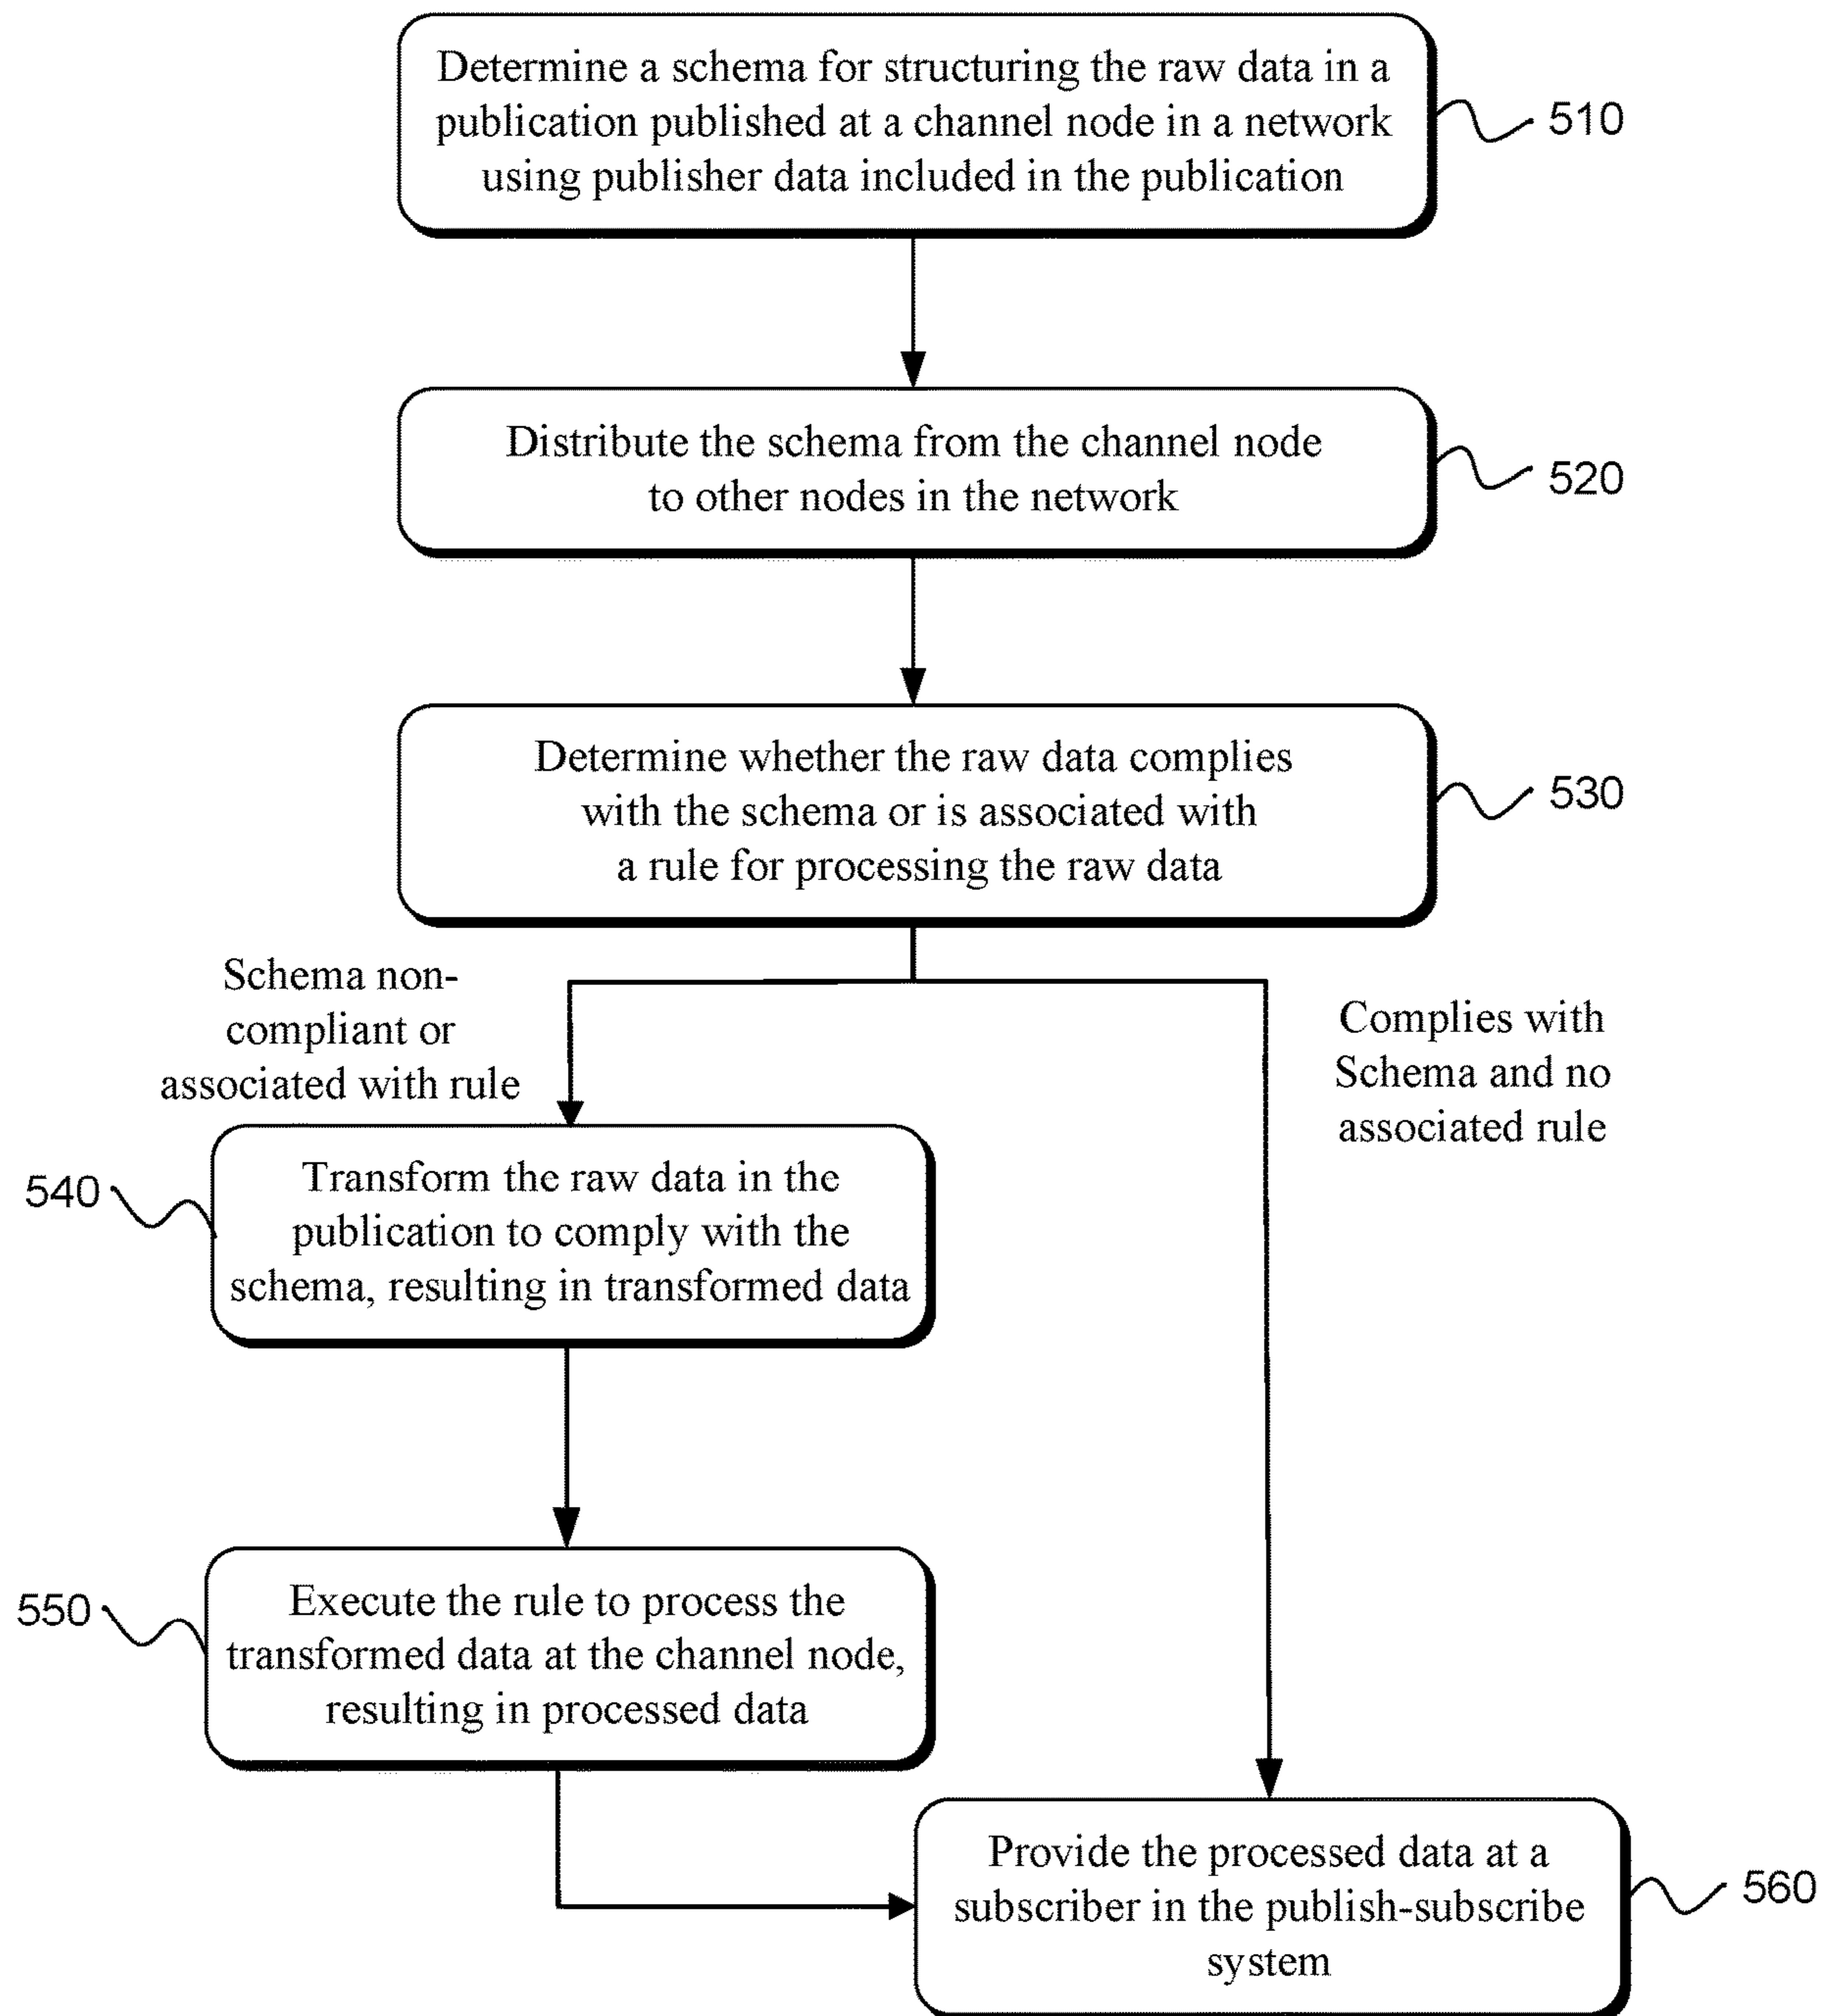 Determine a schema for structuring the raw data in a
publication published at a channel node in a network
using publisher data included in the publication
510
Distribute the schema from the channel node
to other nodes in the network
520
Determine whether the raw data complies
with the schema or is associated with
a rule for processing the raw data
530
Schema non-
compliant or
associated with rule
Complies with
Schema and no
associated rule
540
Transform the raw data in the
publication to comply with the
schema, resulting in transformed data
550
Execute the rule to process the
transformed data at the channel node,
resulting in processed data
Provide the processed data at a
subscriber in the publish-subscribe
system
560